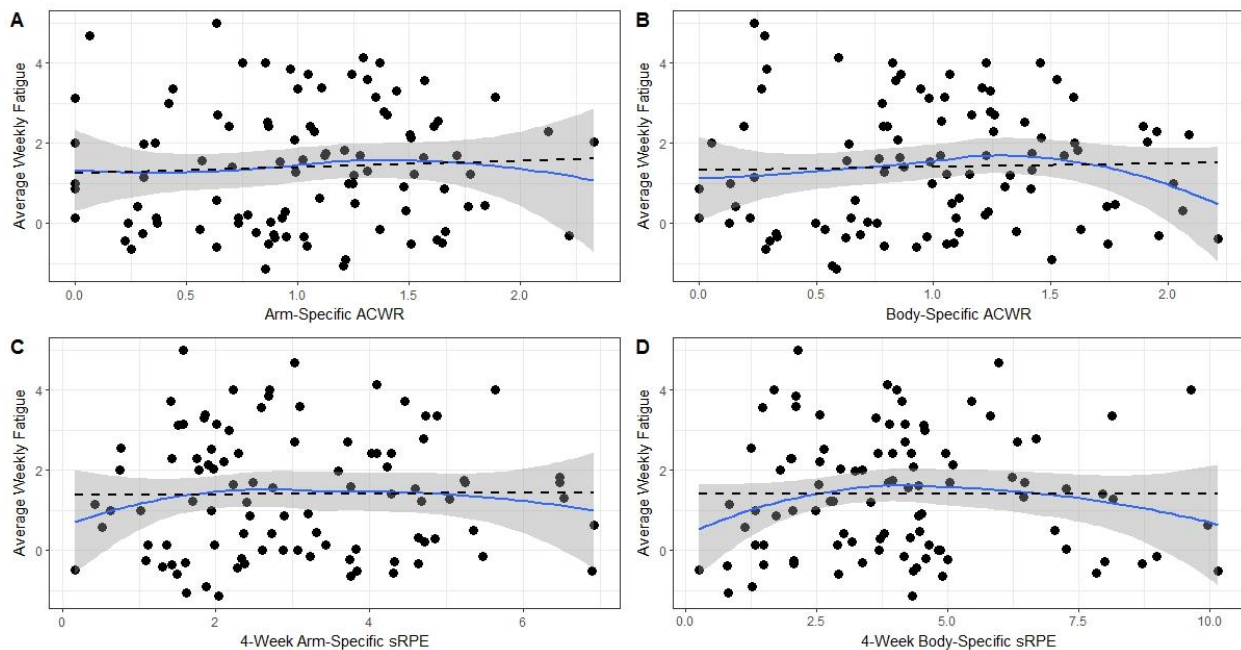 A
Average Weekly Fatigue
4
2
0
0.0 0.5 1.0 1.5 2.0
Arm-Specific ACWR
B
Average Weekly Fatigue
4
2
0
0.0 0.5 1.0 1.5 2.0
Body-Specific ACWR
C
Average Weekly Fatigue
4
2
0
0 2 4 6
4-Week Arm-Specific sRPE
D
Average Weekly Fatigue
4
2
0
0.0 2.5 5.0 7.5 10.0
4-Week Body-Specific sRPE